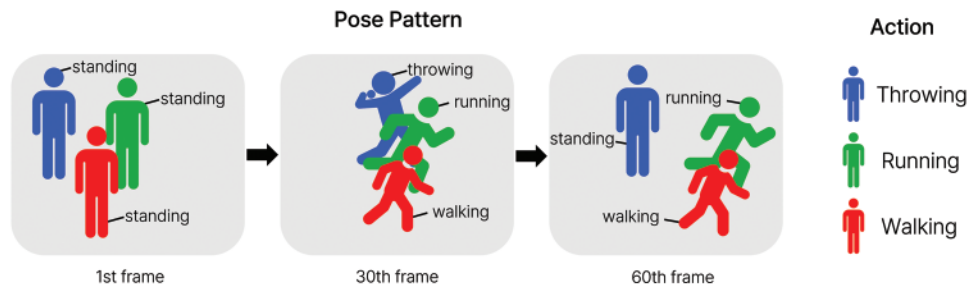 Pose Pattern
Action
standing
standing
standing
1st frame
throwing
running
walking
30th frame
running
standing
walking
60th frame
Throwing
Running
Walking